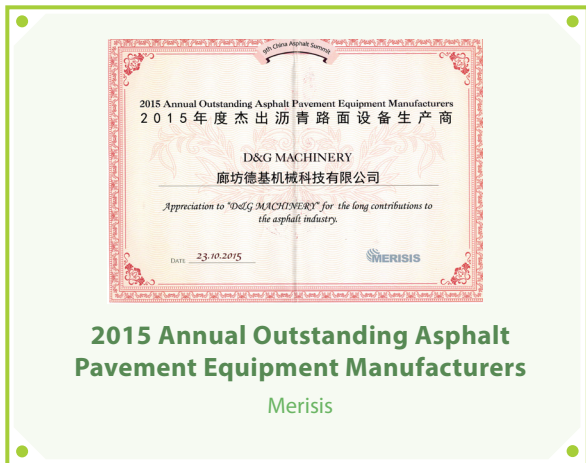 9th China Asphalt Summit
2015 Annual Outstanding Asphalt Pavement Equipment Manufacturers
2015年度杰出沥青路面设备生产商
D&G MACHINERY
廊坊德基机械科技有限公司
Appreciation to "D&G MACHINERY" for the long contributions to
the asphalt industry.
DATE 23.10.2015
MERISIS
2015 Annual Outstanding Asphalt
Pavement Equipment Manufacturers
Merisis